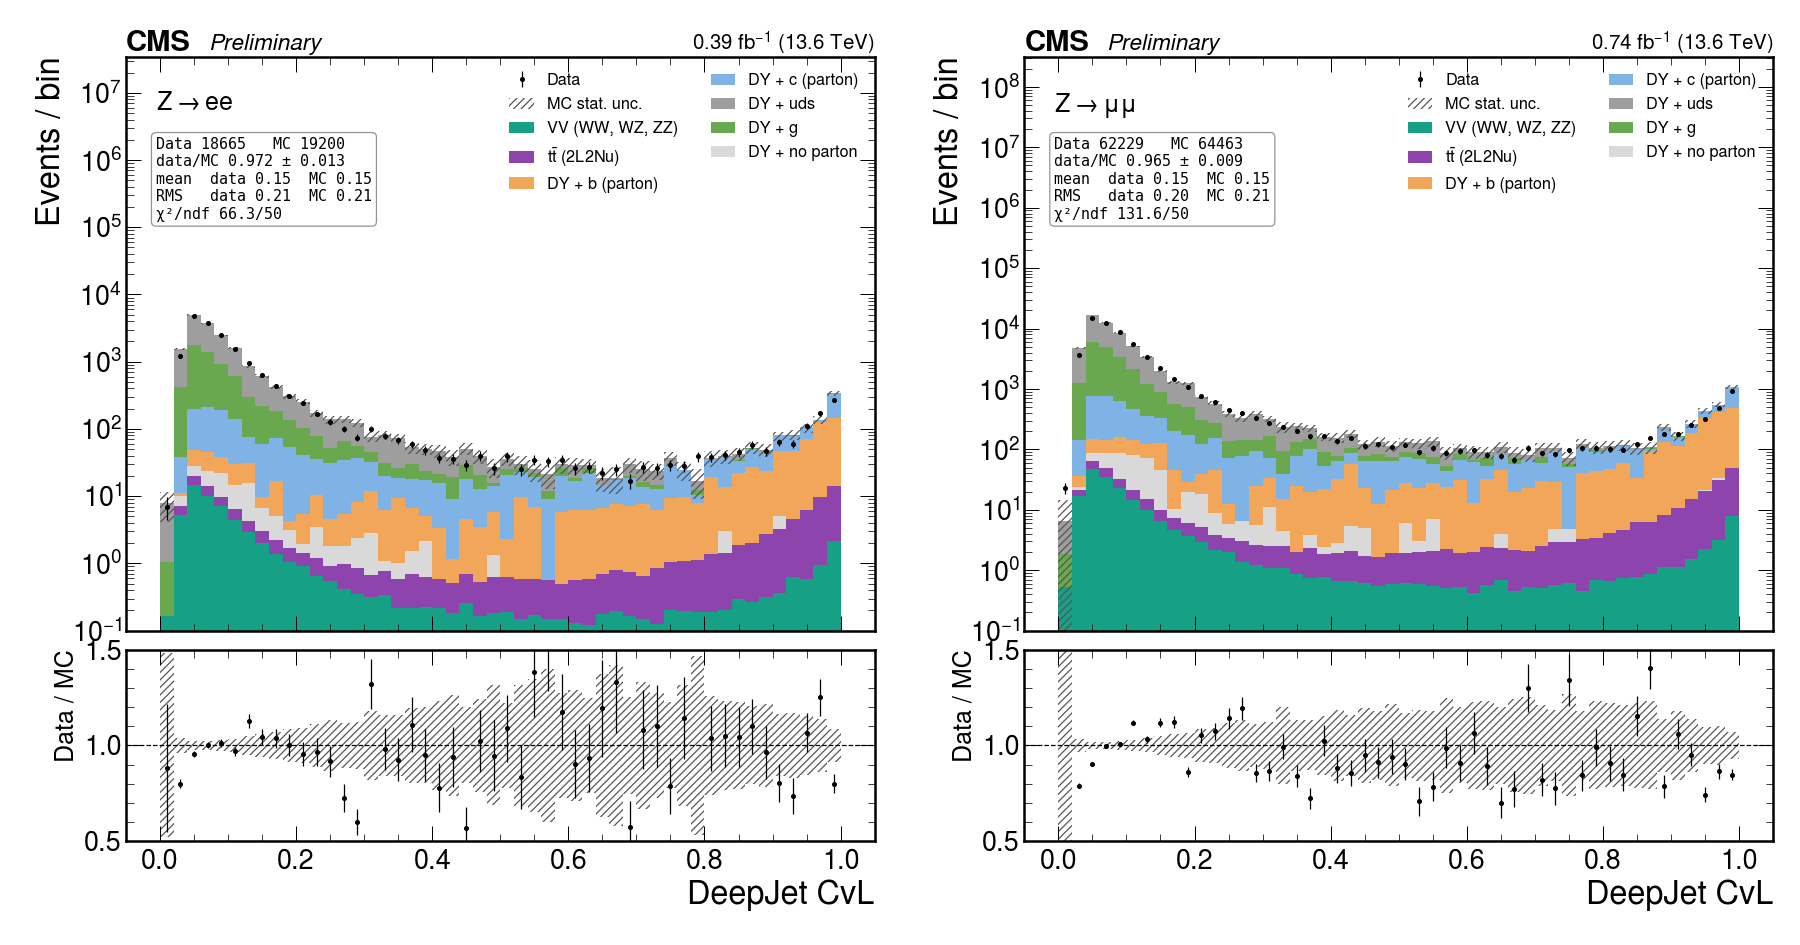 CMS Preliminary 0.39 fb⁻¹ (13.6 TeV)
Events / bin
Z→ee
Data 18665 MC 19200
data/MC 0.972 ± 0.013
mean data 0.15 MC 0.15
RMS data 0.21 MC 0.21
χ²/ndf 66.3/50
Data
MC stat. unc.
VV (WW, WZ, ZZ)
tt̄ (2L2Nu)
DY + b (parton)
DY + c (parton)
DY + uds
DY + g
DY + no parton
10⁷
10⁶
10⁵
10⁴
10³
10²
10¹
10⁰
10⁻¹
Data / MC
1.5
1.0
0.5
0.0 0.2 0.4 0.6 0.8 1.0
DeepJet CvL
CMS Preliminary 0.74 fb⁻¹ (13.6 TeV)
Events / bin
Z→μμ
Data 62229 MC 64463
data/MC 0.965 ± 0.009
mean data 0.15 MC 0.15
RMS data 0.20 MC 0.21
χ²/ndf 131.6/50
Data
MC stat. unc.
VV (WW, WZ, ZZ)
tt̄ (2L2Nu)
DY + b (parton)
DY + c (parton)
DY + uds
DY + g
DY + no parton
10⁸
10⁷
10⁶
10⁵
10⁴
10³
10²
10¹
10⁰
10⁻¹
Data / MC
1.5
1.0
0.5
0.0 0.2 0.4 0.6 0.8 1.0
DeepJet CvL